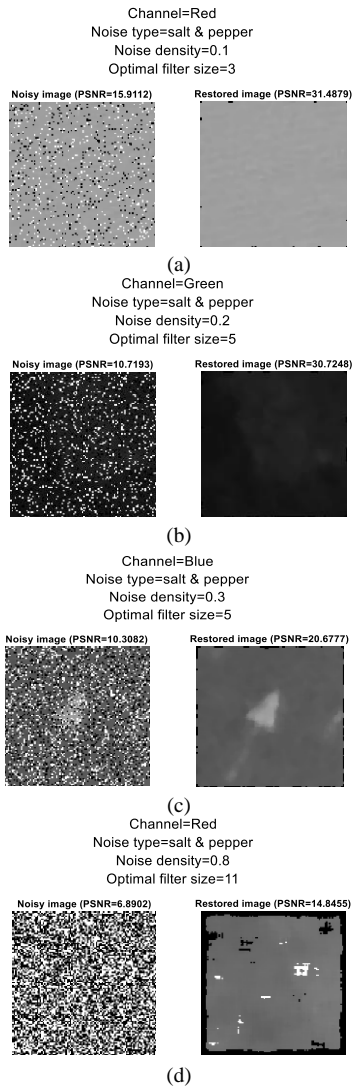 Channel=Red
Noise type=salt & pepper
Noise density=0.1
Optimal filter size=3
Noisy image (PSNR=15.9112)
Restored image (PSNR=31.4879)
(a)
Channel=Green
Noise type=salt & pepper
Noise density=0.2
Optimal filter size=5
Noisy image (PSNR=10.7193)
Restored image (PSNR=30.7248)
(b)
Channel=Blue
Noise type=salt & pepper
Noise density=0.3
Optimal filter size=5
Noisy image (PSNR=10.3082)
Restored image (PSNR=20.6777)
(c)
Channel=Red
Noise type=salt & pepper
Noise density=0.8
Optimal filter size=11
Noisy image (PSNR=6.8902)
Restored image (PSNR=14.8455)
(d)